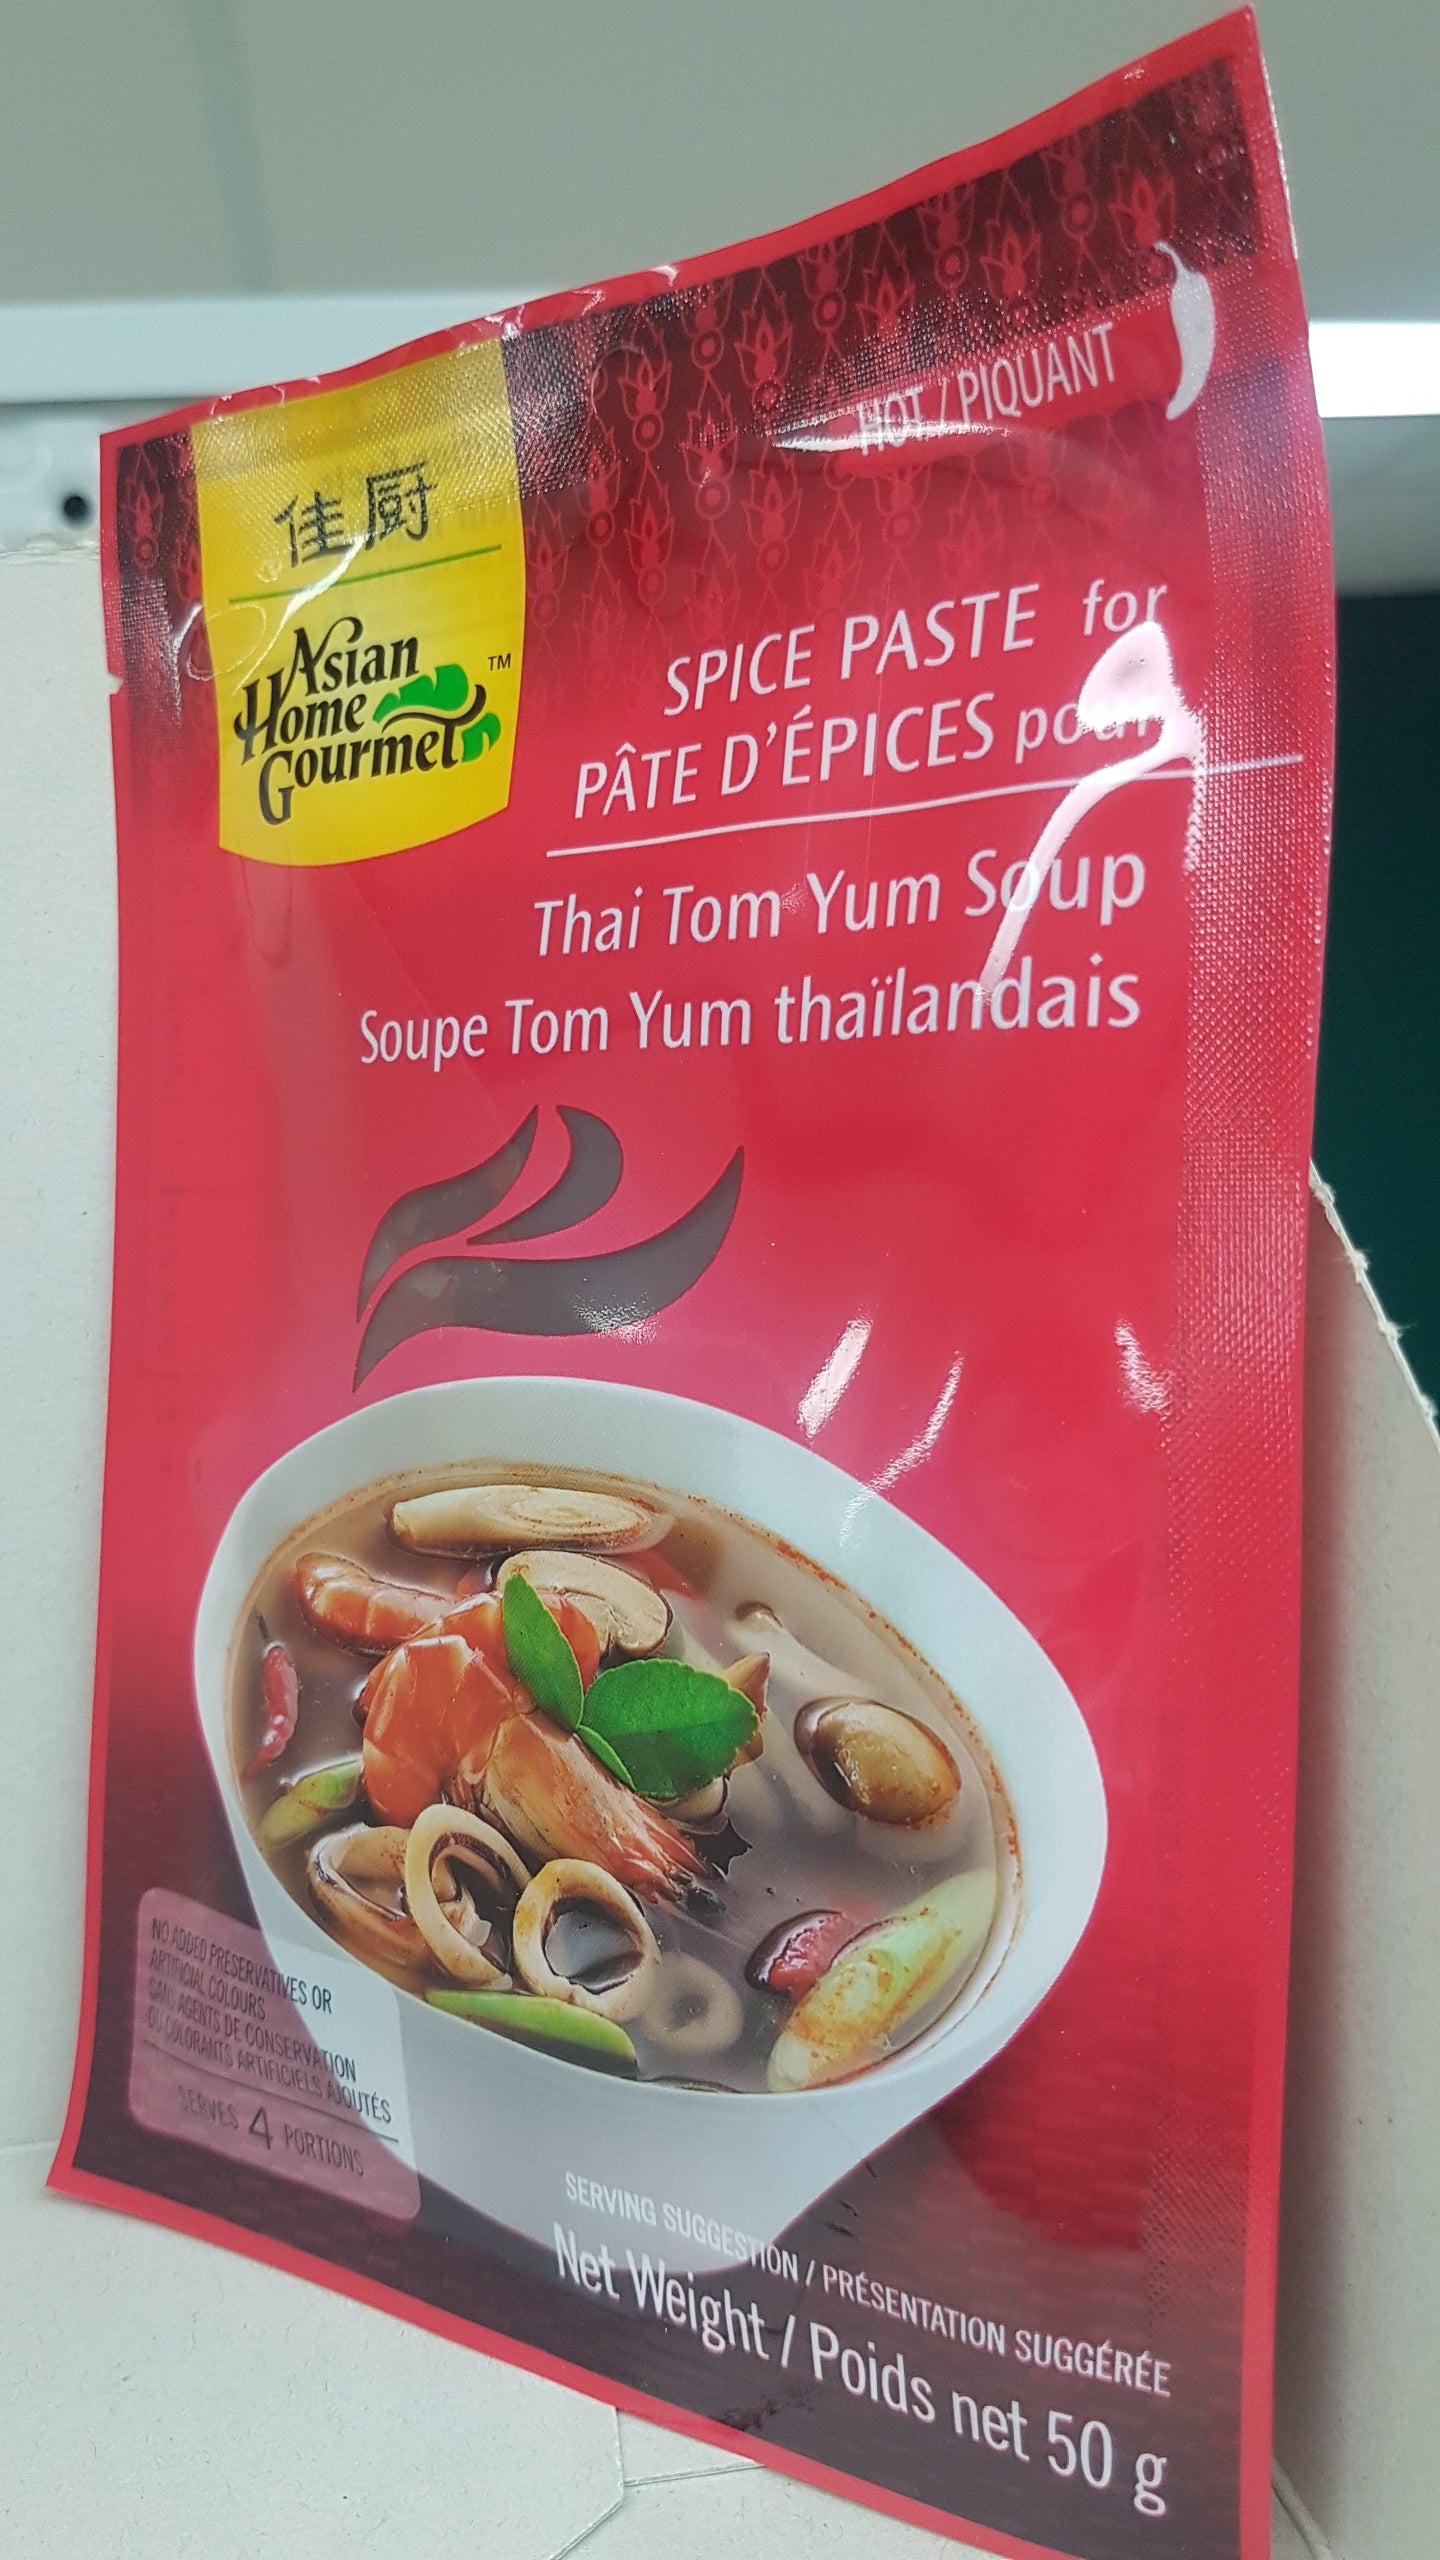 HOT / PIQUANT
佳厨
Asian
Home
Gourmet
TM
SPICE PASTE for
PÂTE D'ÉPICES pour
Thai Tom Yum Soup
Soupe Tom Yum thaïlandais
NO ADDED PRESERVATIVES OR
ARTIFICIAL COLOURS
SANS AGENTS DE CONSERVATION
OU COLORANTS ARTIFICIELS AJOUTÉS
SERVES 4 PORTIONS
SERVING SUGGESTION / PRÉSENTATION SUGGÉRÉE
Net Weight / Poids net 50 g